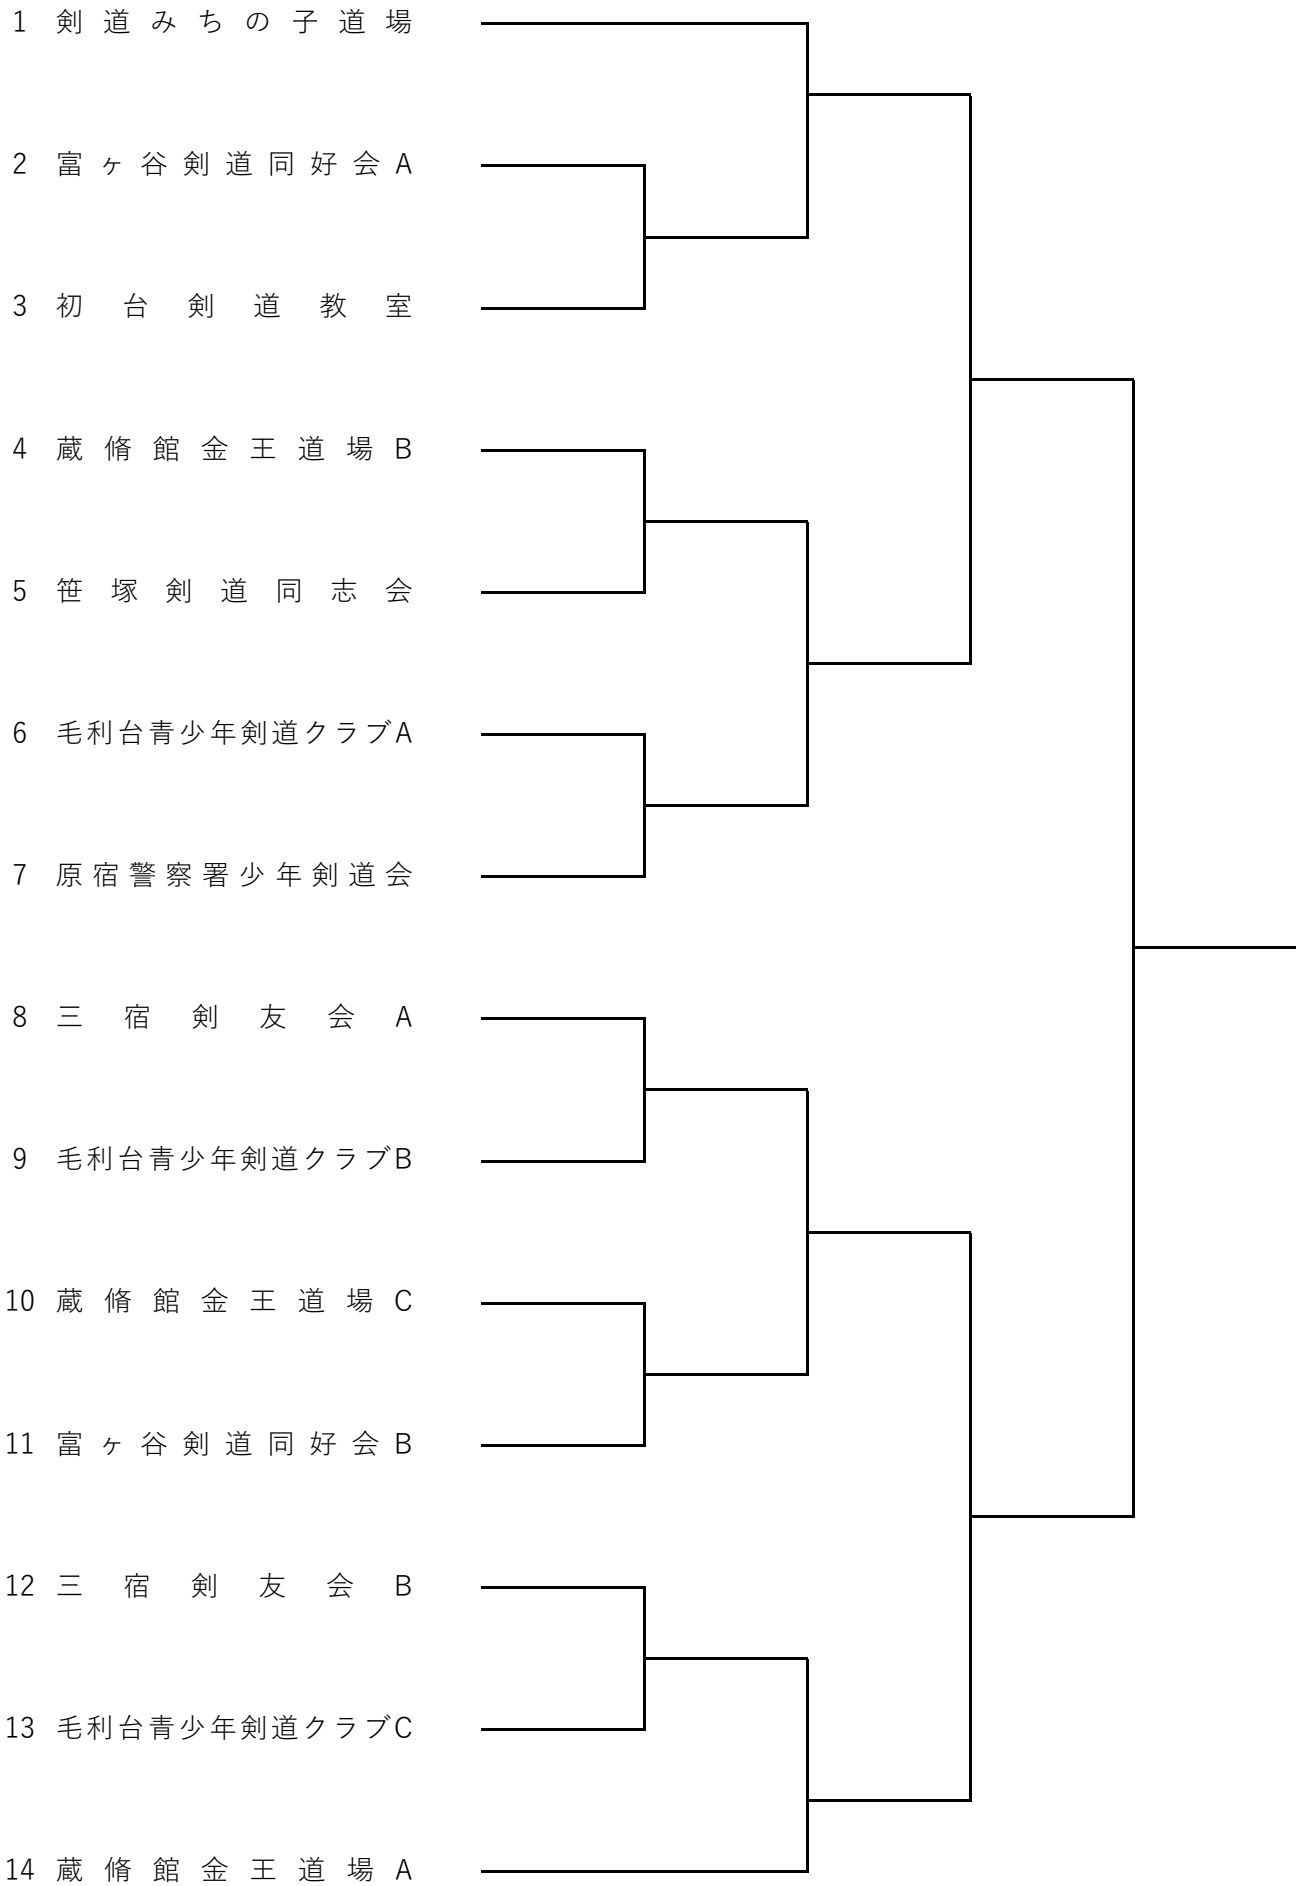 1 剣道みちの子道場
2 富ヶ谷剣道同好会A
3 初台剣道教室
4 蔵脩館金王道場B
5 笹塚剣道同志会
6 毛利台青少年剣道クラブA
7 原宿警察署少年剣道会
8 三宿剣友会A
9 毛利台青少年剣道クラブB
10 蔵脩館金王道場C
11 富ヶ谷剣道同好会B
12 三宿剣友会B
13 毛利台青少年剣道クラブC
14 蔵脩館金王道場A